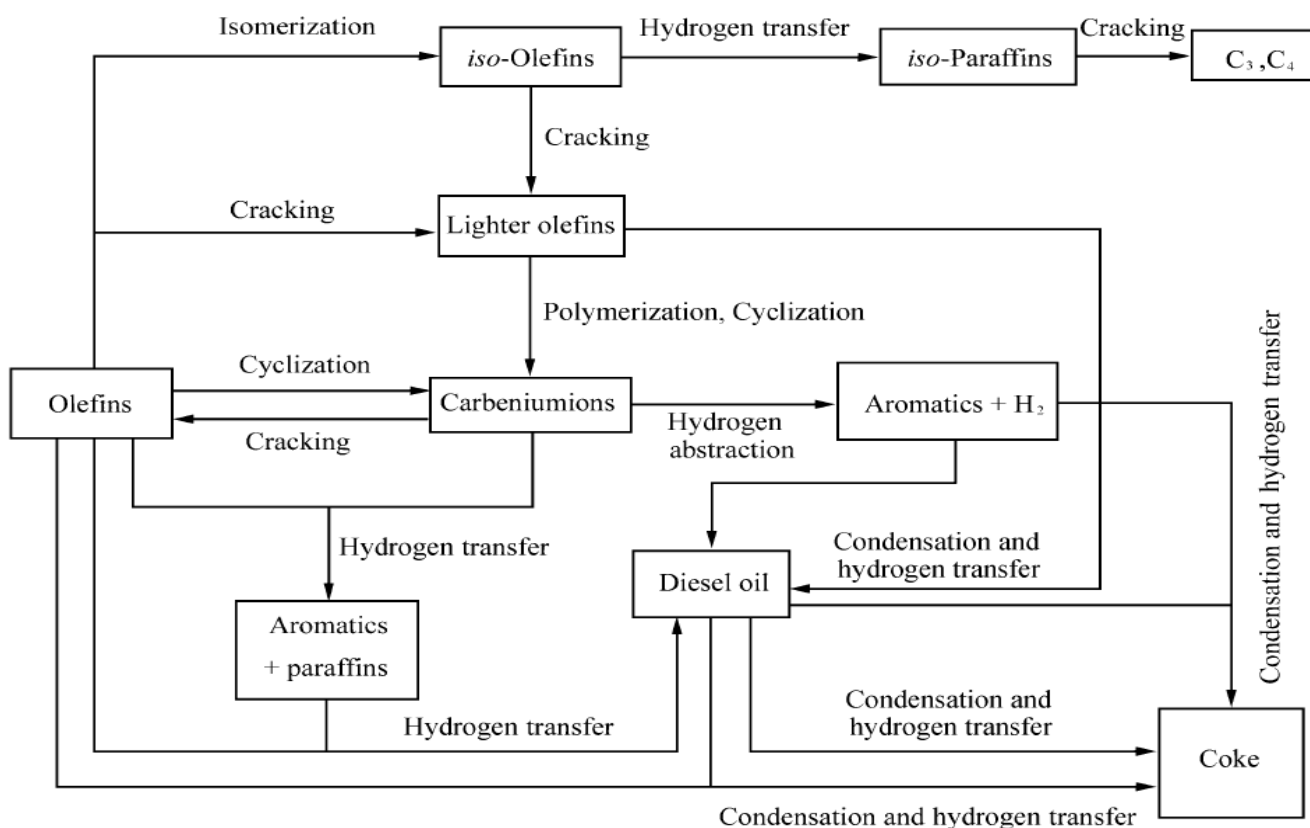 Isomerization
Hydrogen transfer
Cracking
iso-Olefins
iso-Paraffins
C₃,C₄
Cracking
Cracking
Lighter olefins
Polymerization, Cyclization
Cyclization
Olefins
Carbeniumions
Aromatics + H₂
Cracking
Hydrogen
abstraction
Condensation and hydrogen transfer
Hydrogen transfer
Condensation and
hydrogen transfer
Diesel oil
Aromatics
+ paraffins
Hydrogen transfer
Condensation and
hydrogen transfer
Coke
Condensation and hydrogen transfer